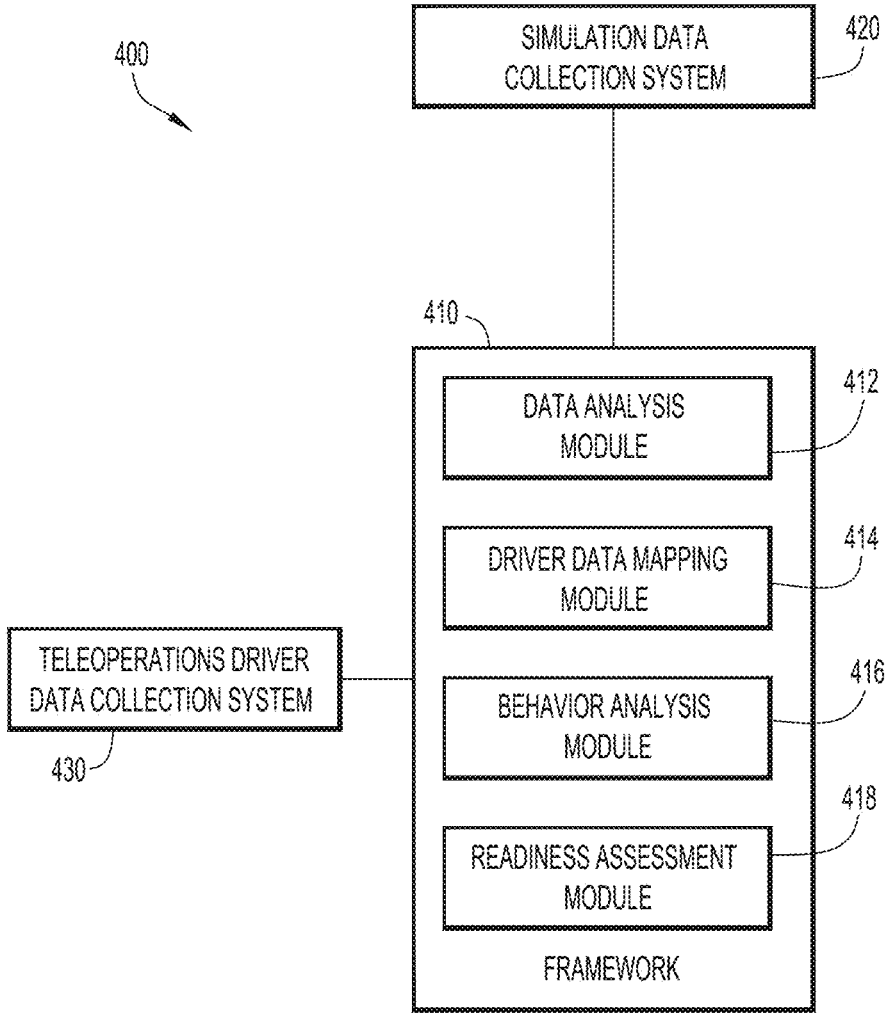 400
SIMULATION DATA
COLLECTION SYSTEM
420
410
DATA ANALYSIS
MODULE
412
DRIVER DATA MAPPING
MODULE
414
TELEOPERATIONS DRIVER
DATA COLLECTION SYSTEM
430
BEHAVIOR ANALYSIS
MODULE
416
READINESS ASSESSMENT
MODULE
418
FRAMEWORK